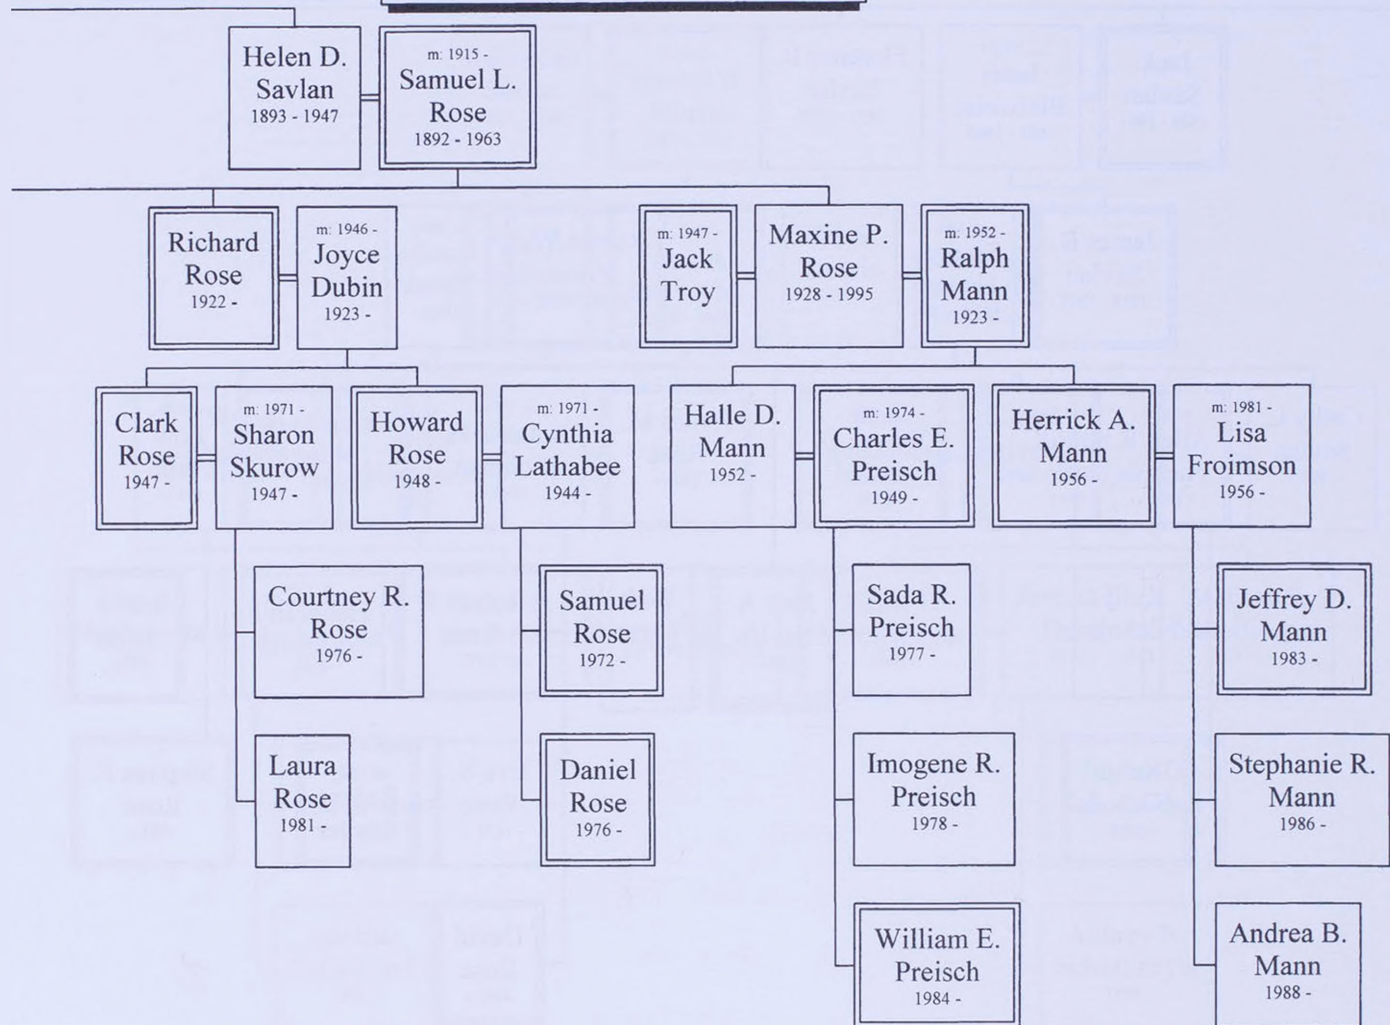 Helen D.
Savlan
1893 - 1947
m: 1915 -
Samuel L.
Rose
1892 - 1963
Richard
Rose
1922 -
m: 1946 -
Joyce
Dubin
1923 -
m: 1947 -
Jack
Troy
Maxine P.
Rose
1928 - 1995
m: 1952 -
Ralph
Mann
1923 -
Clark
Rose
1947 -
m: 1971 -
Sharon
Skurow
1947 -
Howard
Rose
1948 -
m: 1971 -
Cynthia
Lathabee
1944 -
Halle D.
Mann
1952 -
m: 1974 -
Charles E.
Preisch
1949 -
Herrick A.
Mann
1956 -
m: 1981 -
Lisa
Froimson
1956 -
Courtney R.
Rose
1976 -
Samuel
Rose
1972 -
Sada R.
Preisch
1977 -
Jeffrey D.
Mann
1983 -
Laura
Rose
1981 -
Daniel
Rose
1976 -
Imogene R.
Preisch
1978 -
Stephanie R.
Mann
1986 -
William E.
Preisch
1984 -
Andrea B.
Mann
1988 -